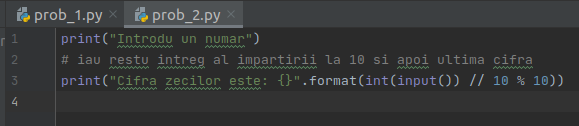 prob_1.py × prob_2.py ×
1 print("Introdu un numar")
2 # iau restu intreg al impartirii la 10 si apoi ultima cifra
3 print("Cifra zecilor este: {}".format(int(input()) // 10 % 10))
4